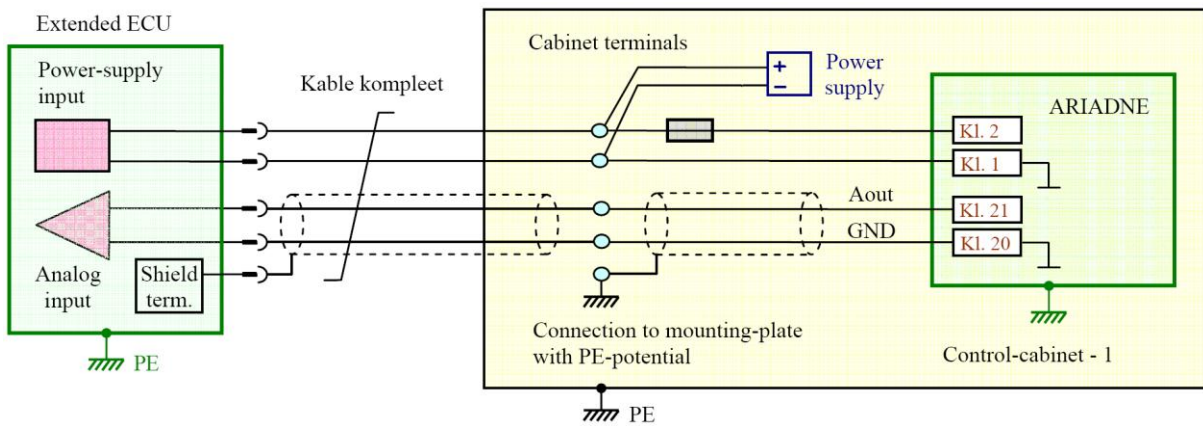 Extended ECU
Power-supply
input
Kable kompleet
Analog
input
Shield
term.
PE
Cabinet terminals
+
−
Power
supply
ARIADNE
Kl. 2
Kl. 1
Aout
Kl. 21
GND
Kl. 20
Connection to mounting-plate
with PE-potential
Control-cabinet - 1
PE